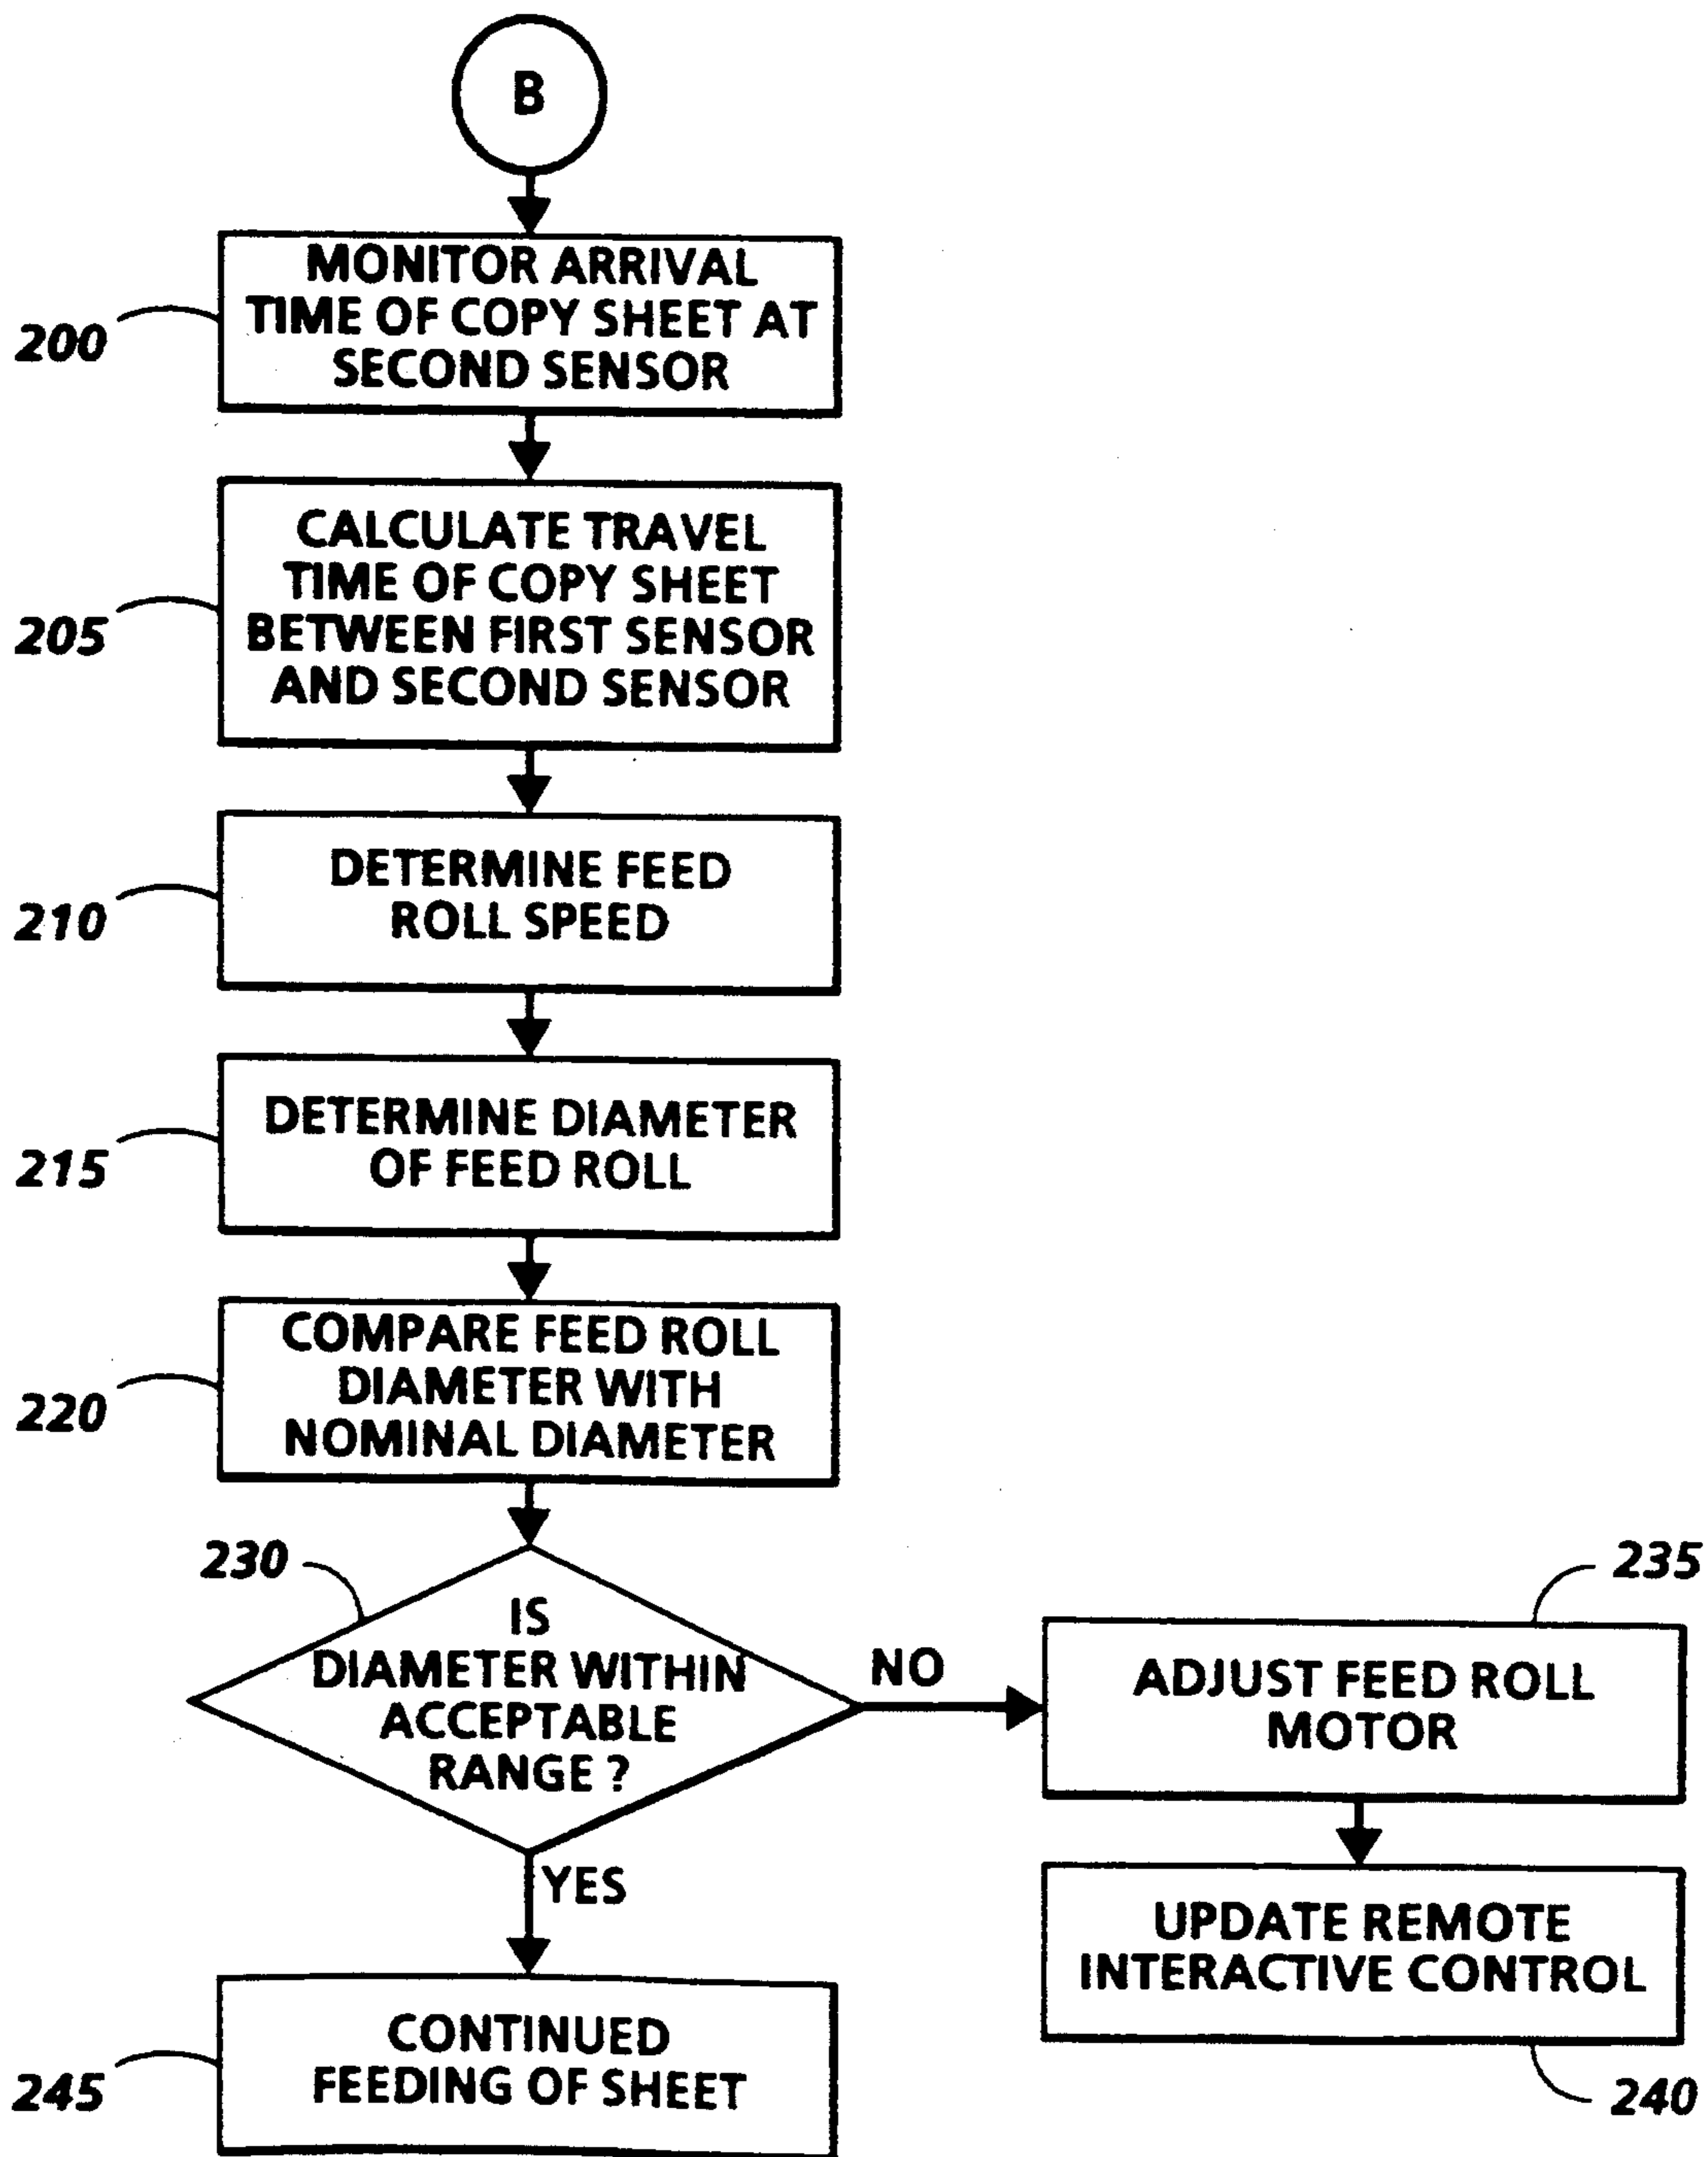 B
MONITOR ARRIVAL
TIME OF COPY SHEET AT
SECOND SENSOR
200
CALCULATE TRAVEL
TIME OF COPY SHEET
BETWEEN FIRST SENSOR
AND SECOND SENSOR
205
DETERMINE FEED
ROLL SPEED
210
DETERMINE DIAMETER
OF FEED ROLL
215
COMPARE FEED ROLL
DIAMETER WITH
NOMINAL DIAMETER
220
230
IS
DIAMETER WITHIN
ACCEPTABLE
RANGE ?
NO
235
ADJUST FEED ROLL
MOTOR
YES
UPDATE REMOTE
INTERACTIVE CONTROL
240
CONTINUED
FEEDING OF SHEET
245